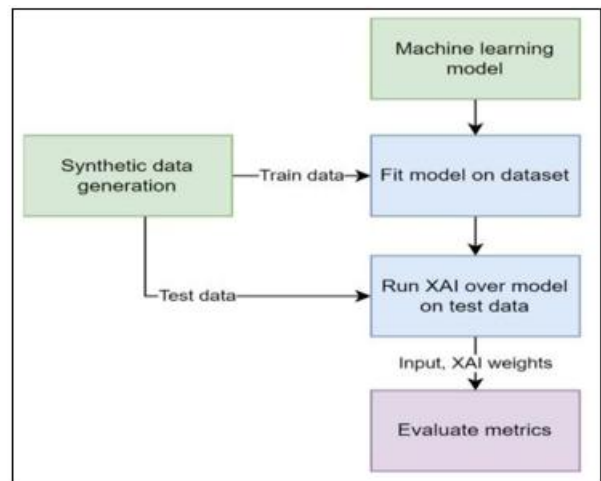 Machine learning
model
Synthetic data
generation
Train data
Fit model on dataset
Test data
Run XAI over model
on test data
Input, XAI weights
Evaluate metrics